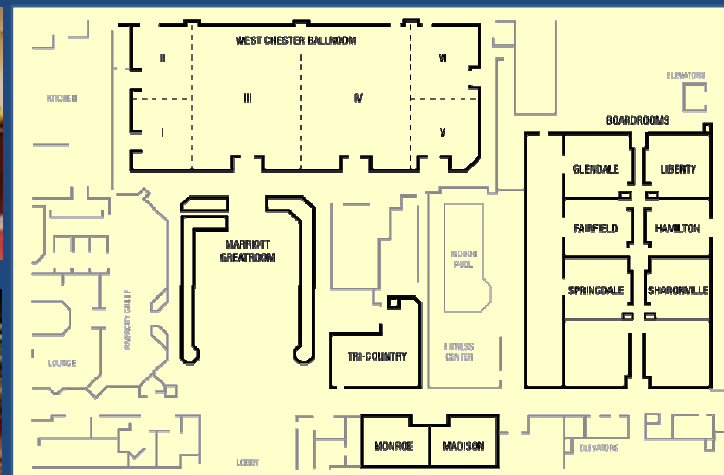 WEST CHESTER BALLROOM
II
VI
III
IV
I
V
KITCHEN
ELEVATORS
BOARDROOMS
GLENDALE
LIBERTY
FAIRFIELD
HAMILTON
SPRINGDALE
SHARONVILLE
MARRIOTT
GREATROOM
INDOOR
POOL
LOUNGE
TRI-COUNTRY
FITNESS
CENTER
MONROE
MADISON
LOBBY
ELEVATORS